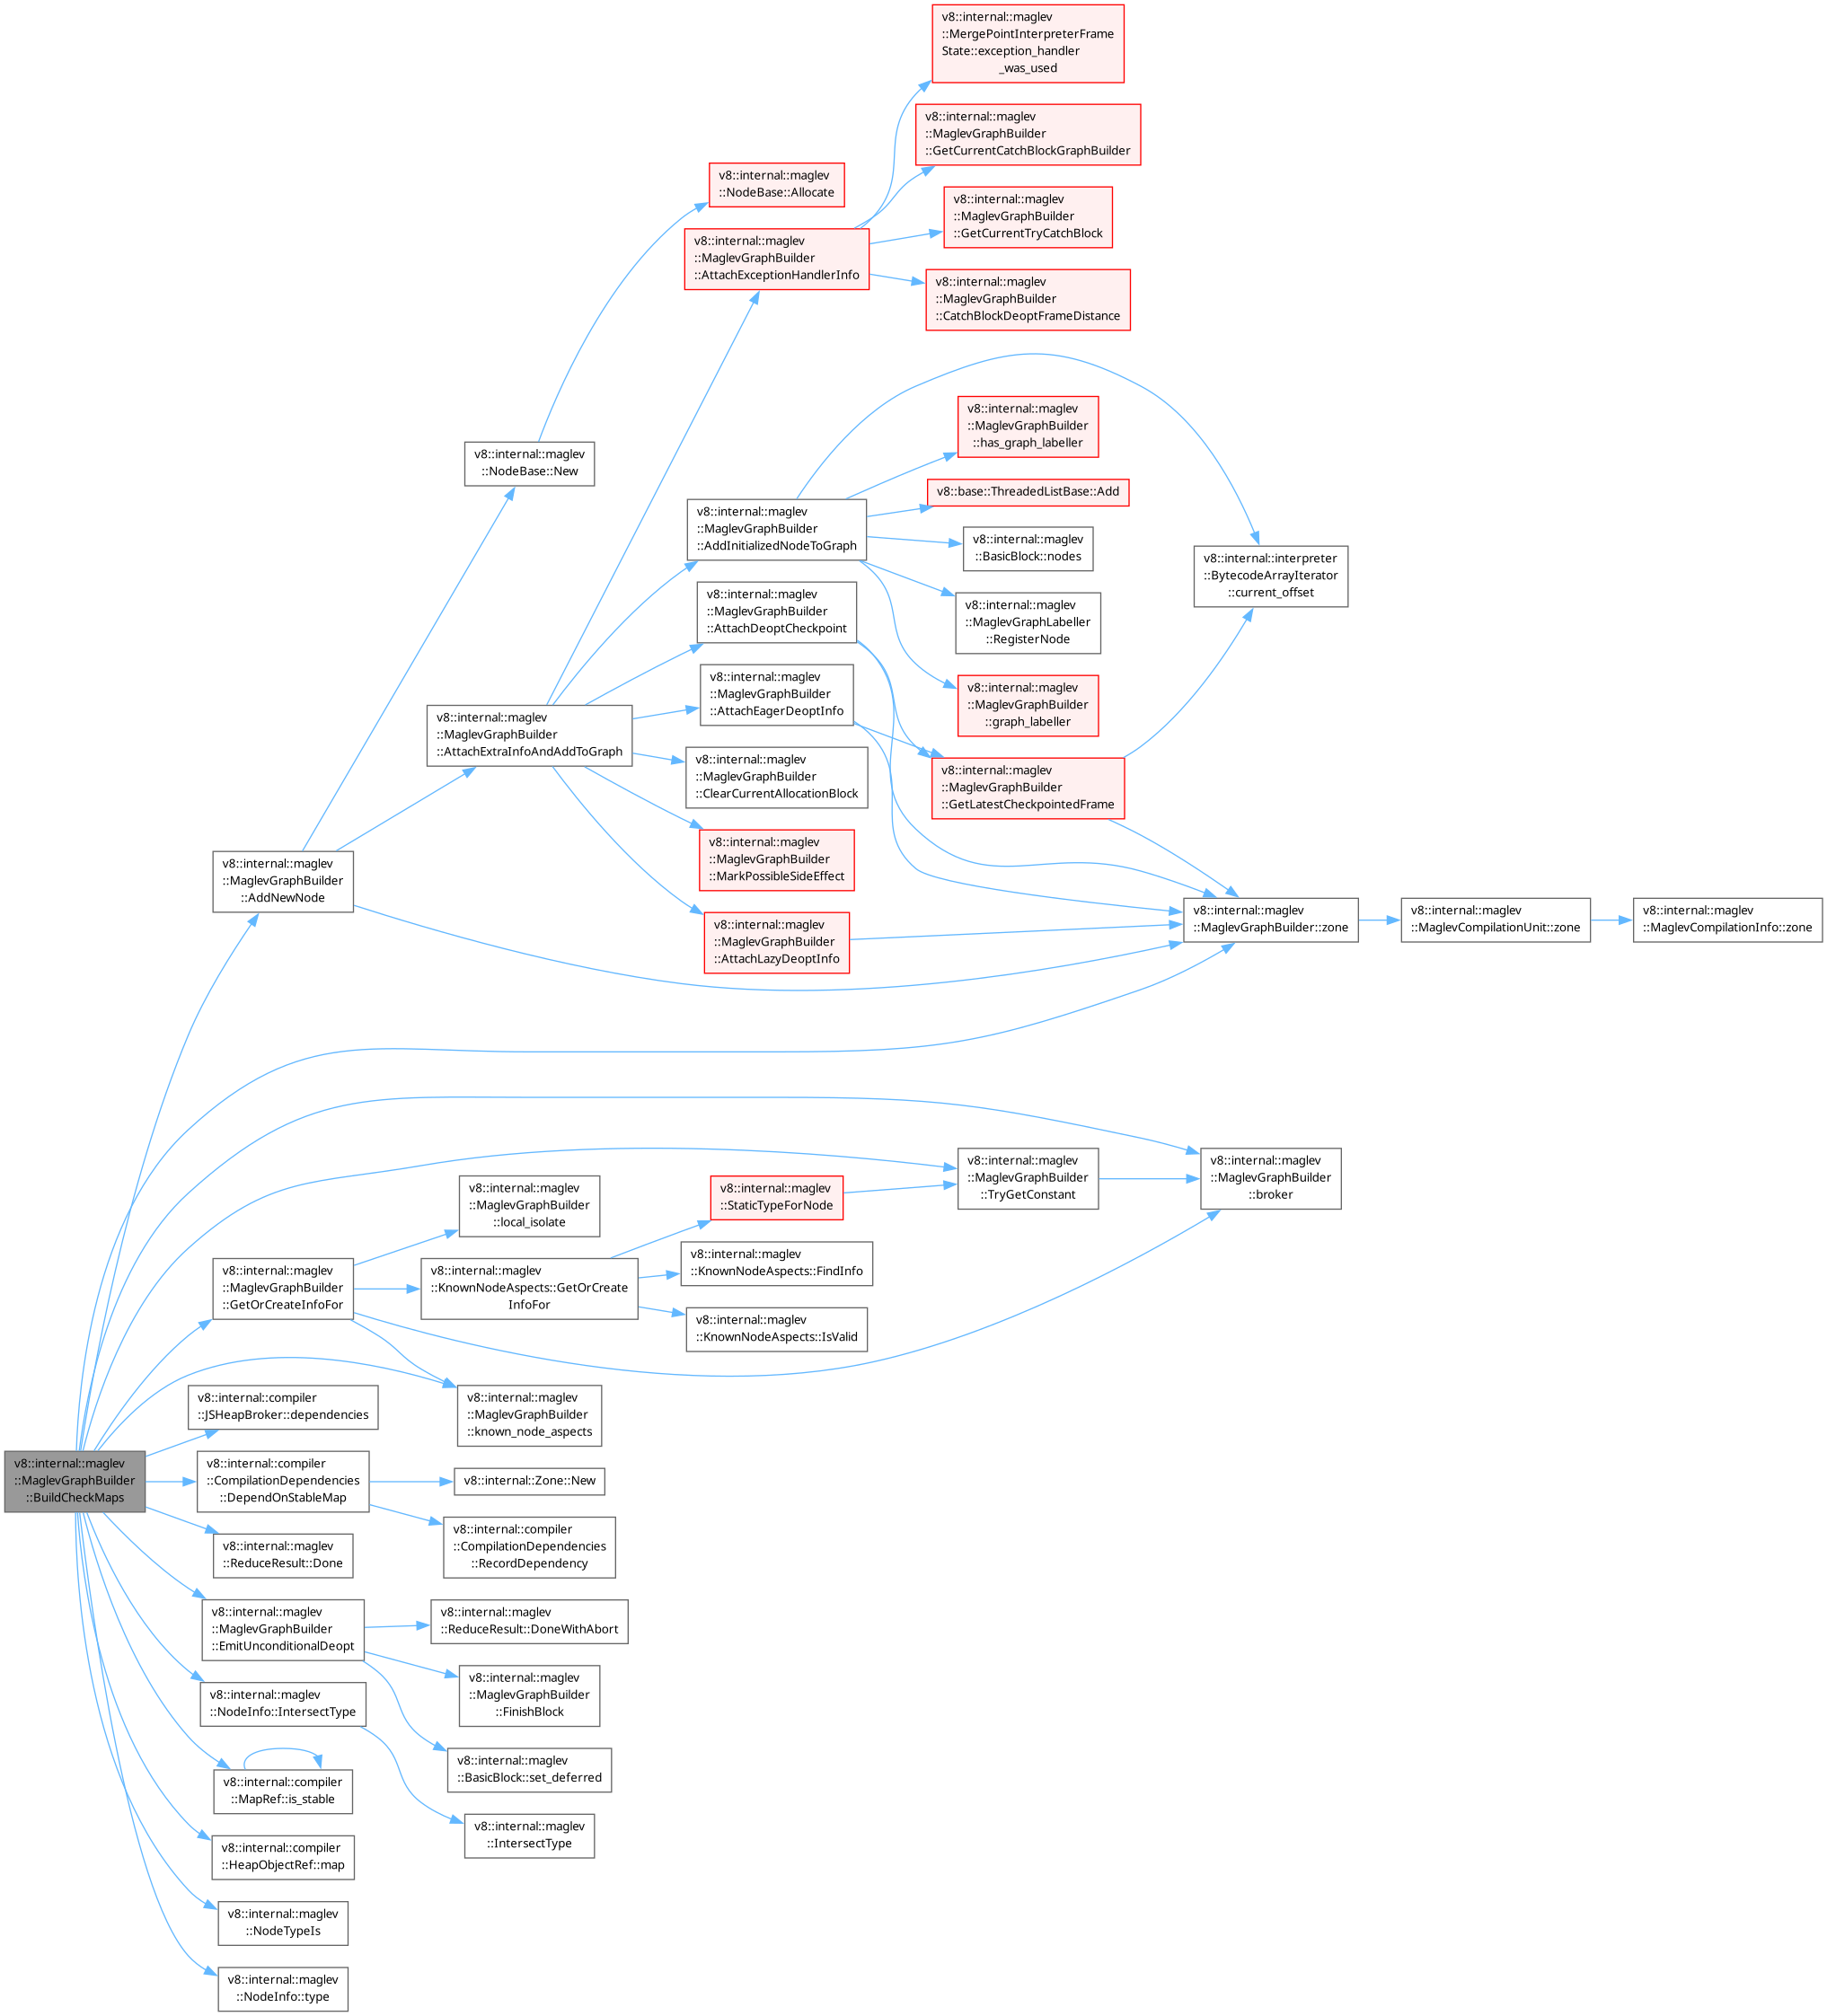 v8::internal::maglev
::MergePointInterpreterFrame
State::exception_handler
_was_used
v8::internal::maglev
::MaglevGraphBuilder
::GetCurrentCatchBlockGraphBuilder
v8::internal::maglev
::NodeBase::Allocate
v8::internal::maglev
::MaglevGraphBuilder
::GetCurrentTryCatchBlock
v8::internal::maglev
::MaglevGraphBuilder
::AttachExceptionHandlerInfo
v8::internal::maglev
::MaglevGraphBuilder
::CatchBlockDeoptFrameDistance
v8::internal::maglev
::MaglevGraphBuilder
::has_graph_labeller
v8::internal::maglev
::NodeBase::New
v8::base::ThreadedListBase::Add
v8::internal::maglev
::MaglevGraphBuilder
::AddInitializedNodeToGraph
v8::internal::maglev
::BasicBlock::nodes
v8::internal::interpreter
::BytecodeArrayIterator
::current_offset
v8::internal::maglev
::MaglevGraphBuilder
::AttachDeoptCheckpoint
v8::internal::maglev
::MaglevGraphLabeller
::RegisterNode
v8::internal::maglev
::MaglevGraphBuilder
::AttachEagerDeoptInfo
v8::internal::maglev
::MaglevGraphBuilder
::graph_labeller
v8::internal::maglev
::MaglevGraphBuilder
::AttachExtraInfoAndAddToGraph
v8::internal::maglev
::MaglevGraphBuilder
::ClearCurrentAllocationBlock
v8::internal::maglev
::MaglevGraphBuilder
::GetLatestCheckpointedFrame
v8::internal::maglev
::MaglevGraphBuilder
::MarkPossibleSideEffect
v8::internal::maglev
::MaglevGraphBuilder
::AddNewNode
v8::internal::maglev
::MaglevGraphBuilder::zone
v8::internal::maglev
::MaglevCompilationUnit::zone
v8::internal::maglev
::MaglevCompilationInfo::zone
v8::internal::maglev
::MaglevGraphBuilder
::AttachLazyDeoptInfo
v8::internal::maglev
::MaglevGraphBuilder
::TryGetConstant
v8::internal::maglev
::MaglevGraphBuilder
::broker
v8::internal::maglev
::MaglevGraphBuilder
::local_isolate
v8::internal::maglev
::StaticTypeForNode
v8::internal::maglev
::MaglevGraphBuilder
::GetOrCreateInfoFor
v8::internal::maglev
::KnownNodeAspects::GetOrCreate
InfoFor
v8::internal::maglev
::KnownNodeAspects::FindInfo
v8::internal::maglev
::KnownNodeAspects::IsValid
v8::internal::compiler
::JSHeapBroker::dependencies
v8::internal::maglev
::MaglevGraphBuilder
::known_node_aspects
v8::internal::maglev
::MaglevGraphBuilder
::BuildCheckMaps
v8::internal::compiler
::CompilationDependencies
::DependOnStableMap
v8::internal::Zone::New
v8::internal::compiler
::CompilationDependencies
::RecordDependency
v8::internal::maglev
::ReduceResult::Done
v8::internal::maglev
::MaglevGraphBuilder
::EmitUnconditionalDeopt
v8::internal::maglev
::ReduceResult::DoneWithAbort
v8::internal::maglev
::MaglevGraphBuilder
::FinishBlock
v8::internal::maglev
::NodeInfo::IntersectType
v8::internal::maglev
::BasicBlock::set_deferred
v8::internal::compiler
::MapRef::is_stable
v8::internal::maglev
::IntersectType
v8::internal::compiler
::HeapObjectRef::map
v8::internal::maglev
::NodeTypeIs
v8::internal::maglev
::NodeInfo::type